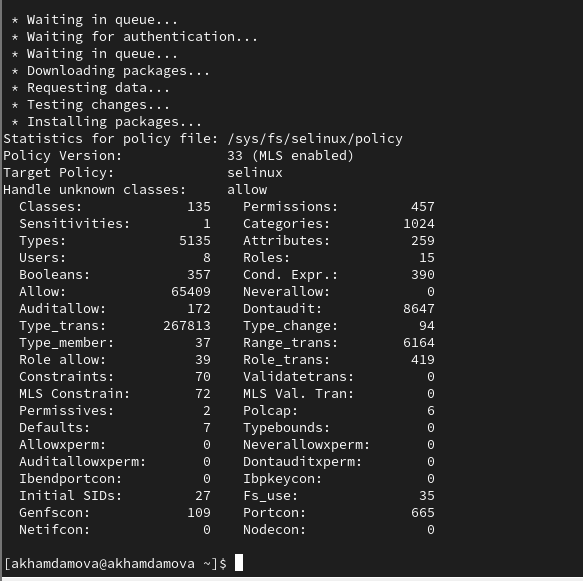 * Waiting in queue...
* Waiting for authentication...
* Waiting in queue...
* Downloading packages...
* Requesting data...
* Testing changes...
* Installing packages...
Statistics for policy file: /sys/fs/selinux/policy
Policy Version: 33 (MLS enabled)
Target Policy: selinux
Handle unknown classes: allow
Classes: 135 Permissions: 457
Sensitivities: 1 Categories: 1024
Types: 5135 Attributes: 259
Users: 8 Roles: 15
Booleans: 357 Cond. Expr.: 390
Allow: 65409 Neverallow: 0
Auditallow: 172 Dontaudit: 8647
Type_trans: 267813 Type_change: 94
Type_member: 37 Range_trans: 6164
Role allow: 39 Role_trans: 419
Constraints: 70 Validatetrans: 0
MLS Constrain: 72 MLS Val. Tran: 0
Permissives: 2 Polcap: 6
Defaults: 7 Typebounds: 0
Allowxperm: 0 Neverallowxperm: 0
Auditallowxperm: 0 Dontauditxperm: 0
Ibendportcon: 0 Ibpkeycon: 0
Initial SIDs: 27 Fs_use: 35
Genfscon: 109 Portcon: 665
Netifcon: 0 Nodecon: 0
[akhamdamova@akhamdamova ~]$